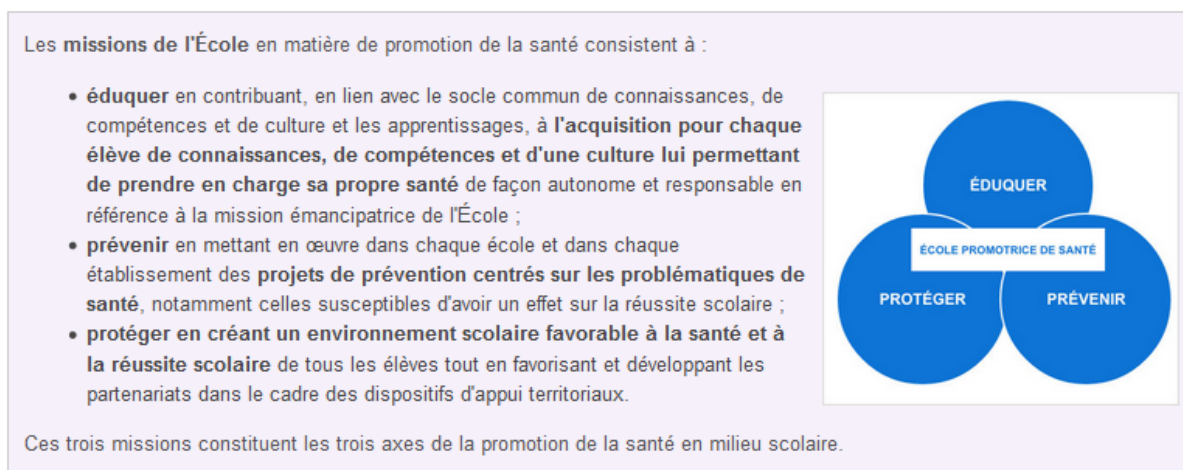 Les missions de l'École en matière de promotion de la santé consistent à :
• éduquer en contribuant, en lien avec le socle commun de connaissances, de
compétences et de culture et les apprentissages, à l'acquisition pour chaque
élève de connaissances, de compétences et d'une culture lui permettant
de prendre en charge sa propre santé de façon autonome et responsable en
référence à la mission émancipatrice de l'École ;
• prévenir en mettant en œuvre dans chaque école et dans chaque
établissement des projets de prévention centrés sur les problématiques de
santé, notamment celles susceptibles d'avoir un effet sur la réussite scolaire ;
• protéger en créant un environnement scolaire favorable à la santé et à
la réussite scolaire de tous les élèves tout en favorisant et développant les
partenariats dans le cadre des dispositifs d'appui territoriaux.
ÉDUQUER
ÉCOLE PROMOTRICE DE SANTÉ
PROTÉGER
PRÉVENIR
Ces trois missions constituent les trois axes de la promotion de la santé en milieu scolaire.